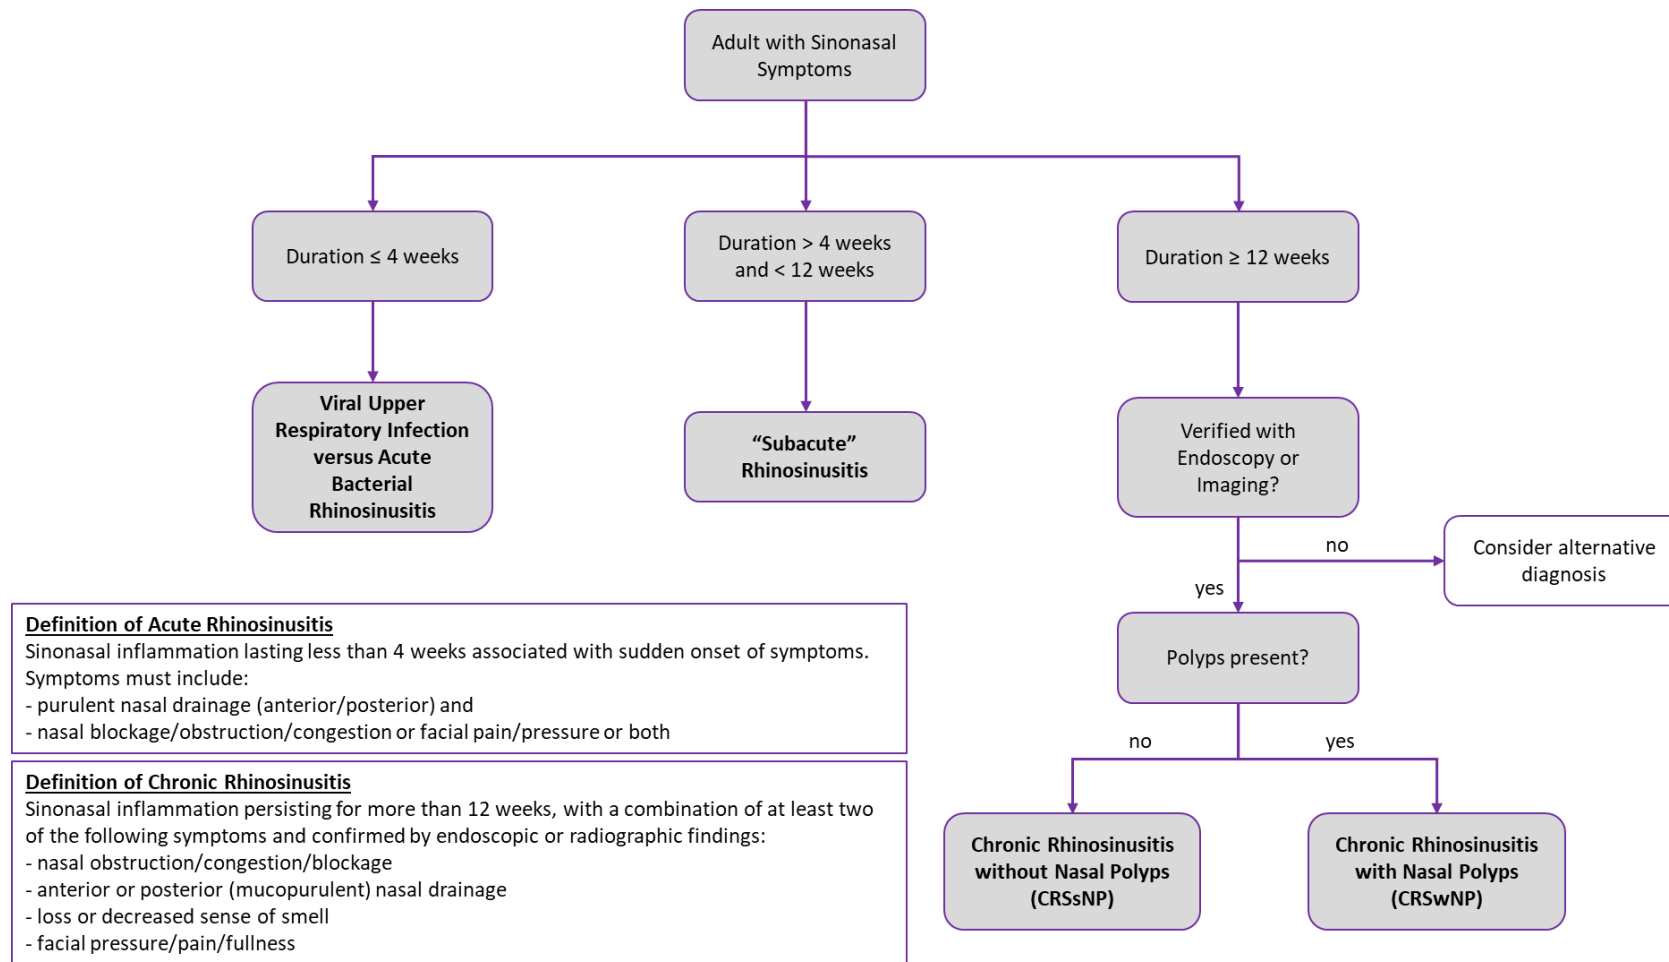 Adult with Sinonasal
Symptoms
Duration ≤ 4 weeks
Duration > 4 weeks
and < 12 weeks
Duration ≥ 12 weeks
Viral Upper
Respiratory Infection
versus Acute
Bacterial
Rhinosinusitis
“Subacute”
Rhinosinusitis
Verified with
Endoscopy or
Imaging?
no
Consider alternative
diagnosis
yes
Polyps present?
no
yes
Chronic Rhinosinusitis
without Nasal Polyps
(CRSsNP)
Chronic Rhinosinusitis
with Nasal Polyps
(CRSwNP)
Definition of Acute Rhinosinusitis
Sinonasal inflammation lasting less than 4 weeks associated with sudden onset of symptoms.
Symptoms must include:
- purulent nasal drainage (anterior/posterior) and
- nasal blockage/obstruction/congestion or facial pain/pressure or both
Definition of Chronic Rhinosinusitis
Sinonasal inflammation persisting for more than 12 weeks, with a combination of at least two
of the following symptoms and confirmed by endoscopic or radiographic findings:
- nasal obstruction/congestion/blockage
- anterior or posterior (mucopurulent) nasal drainage
- loss or decreased sense of smell
- facial pressure/pain/fullness